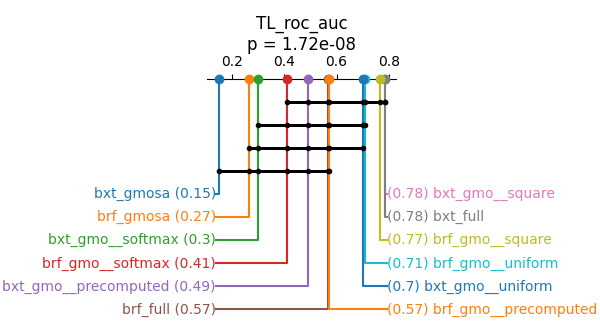 TL_roc_auc
p = 1.72e-08
0.2 0.4 0.6 0.8
bxt_gmosa (0.15)
(0.78) bxt_gmo__square
brf_gmosa (0.27)
(0.78) bxt_full
bxt_gmo__softmax (0.3)
(0.77) brf_gmo__square
brf_gmo__softmax (0.41)
(0.71) brf_gmo__uniform
bxt_gmo__precomputed (0.49)
(0.7) bxt_gmo__uniform
brf_full (0.57)
(0.57) brf_gmo__precomputed